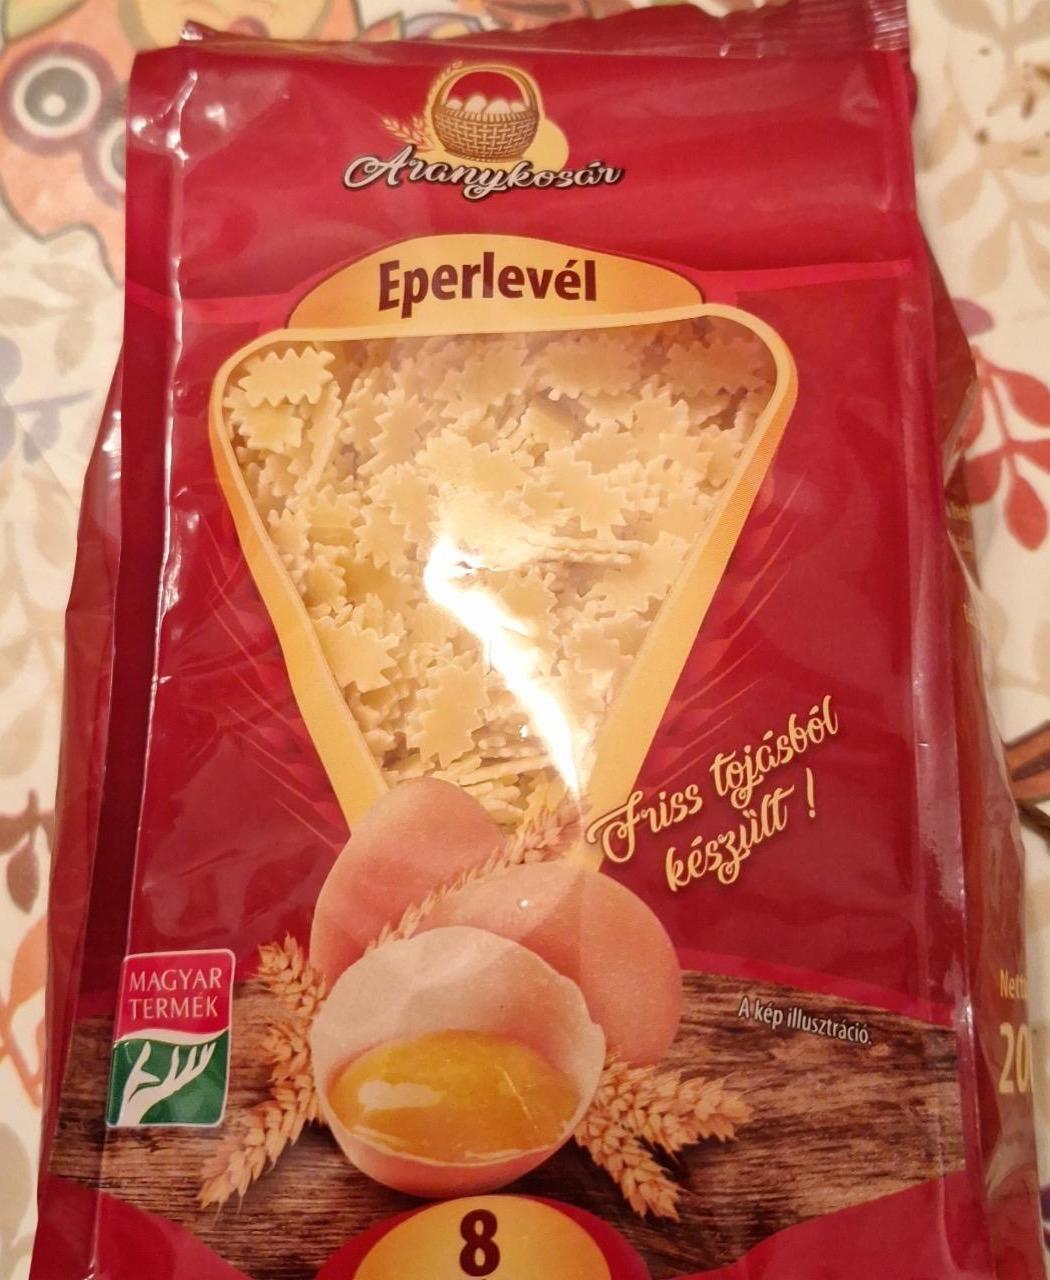 Aranykosár
Eperlevél
Friss tojásból
készült !
MAGYAR
TERMÉK
A kép illusztráció.
8